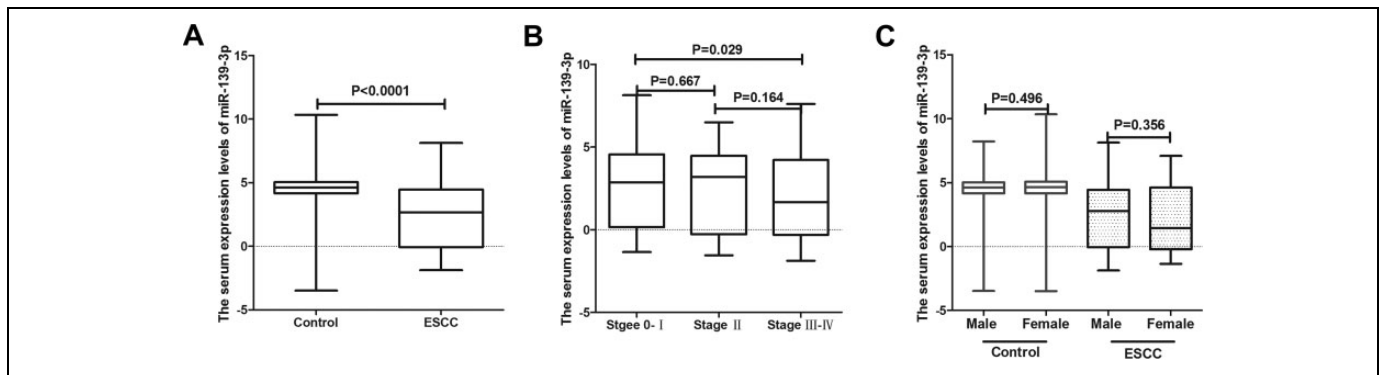 A
The serum expression levels of miR-139-3p
15
10
5
0
-5
P<0.0001
Control
ESCC
B
The serum expression levels of miR-139-3p
10
5
0
-5
P=0.029
P=0.667
P=0.164
Stgee 0- Ⅰ
Stage Ⅱ
Stage Ⅲ-Ⅳ
C
The serum expression levels of miR-139-3p
15
10
5
0
-5
P=0.496
P=0.356
Male
Female
Male
Female
Control
ESCC